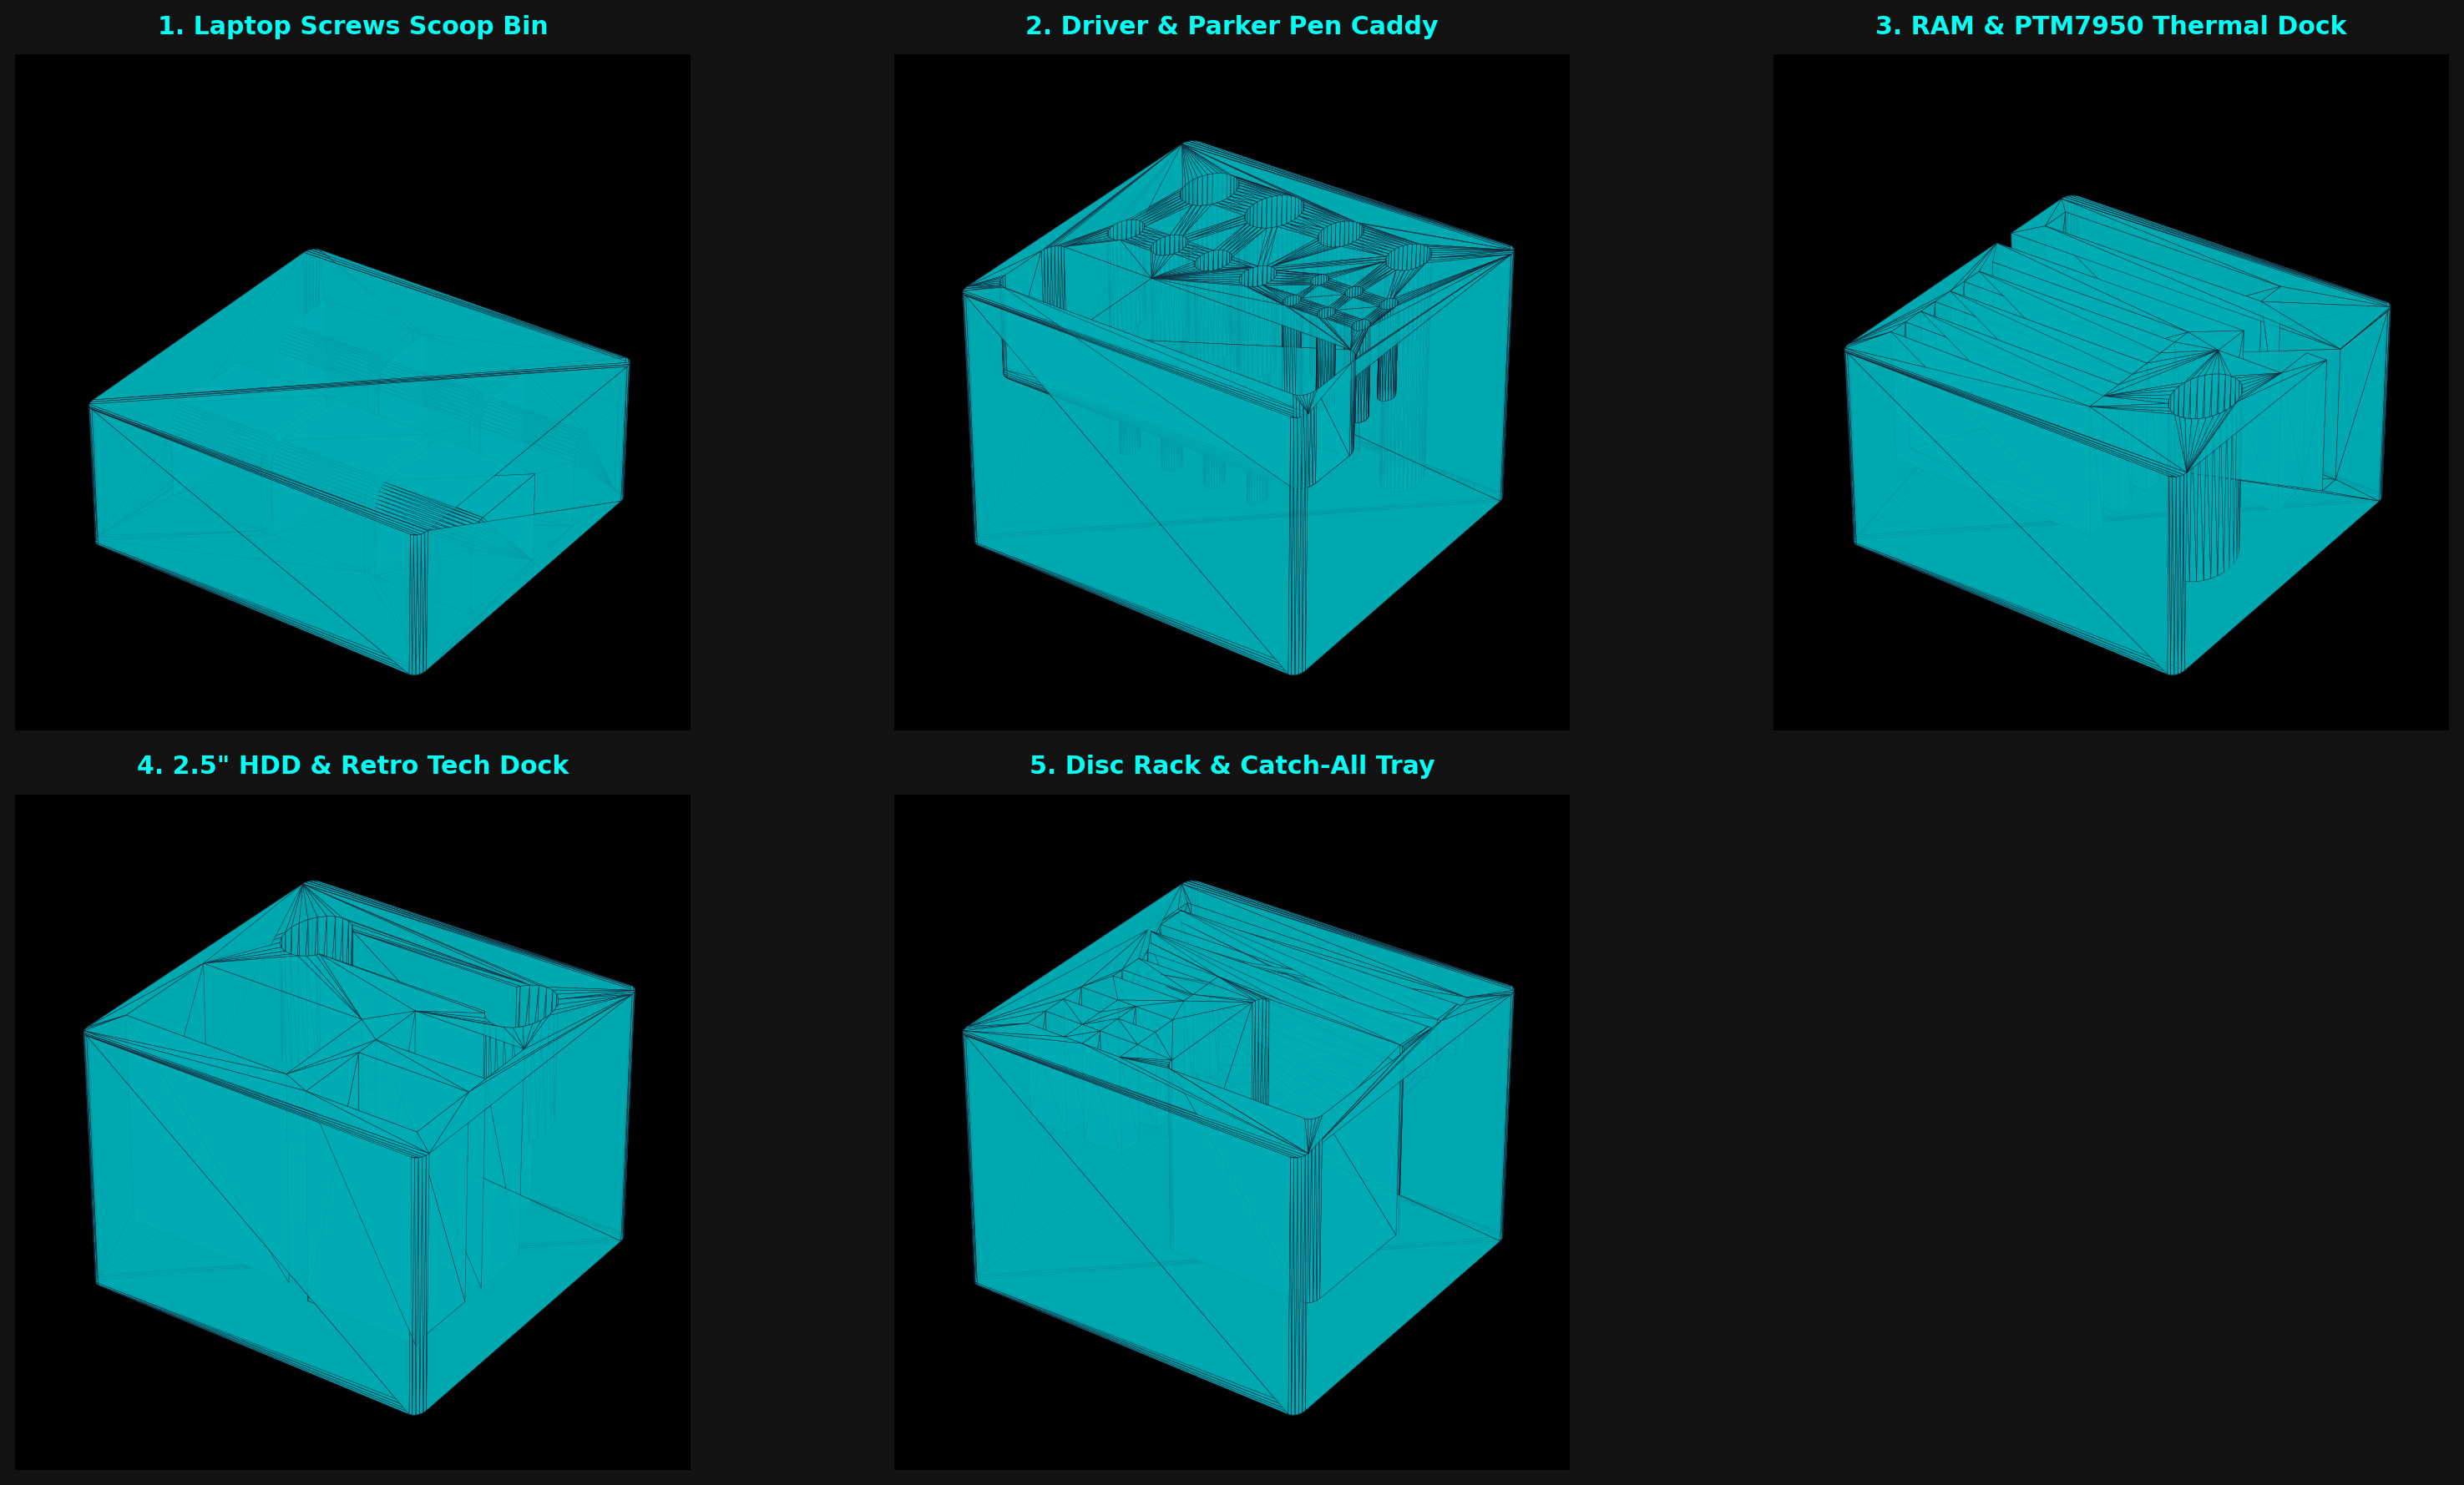 1. Laptop Screws Scoop Bin
2. Driver & Parker Pen Caddy
3. RAM & PTM7950 Thermal Dock
4. 2.5" HDD & Retro Tech Dock
5. Disc Rack & Catch-All Tray